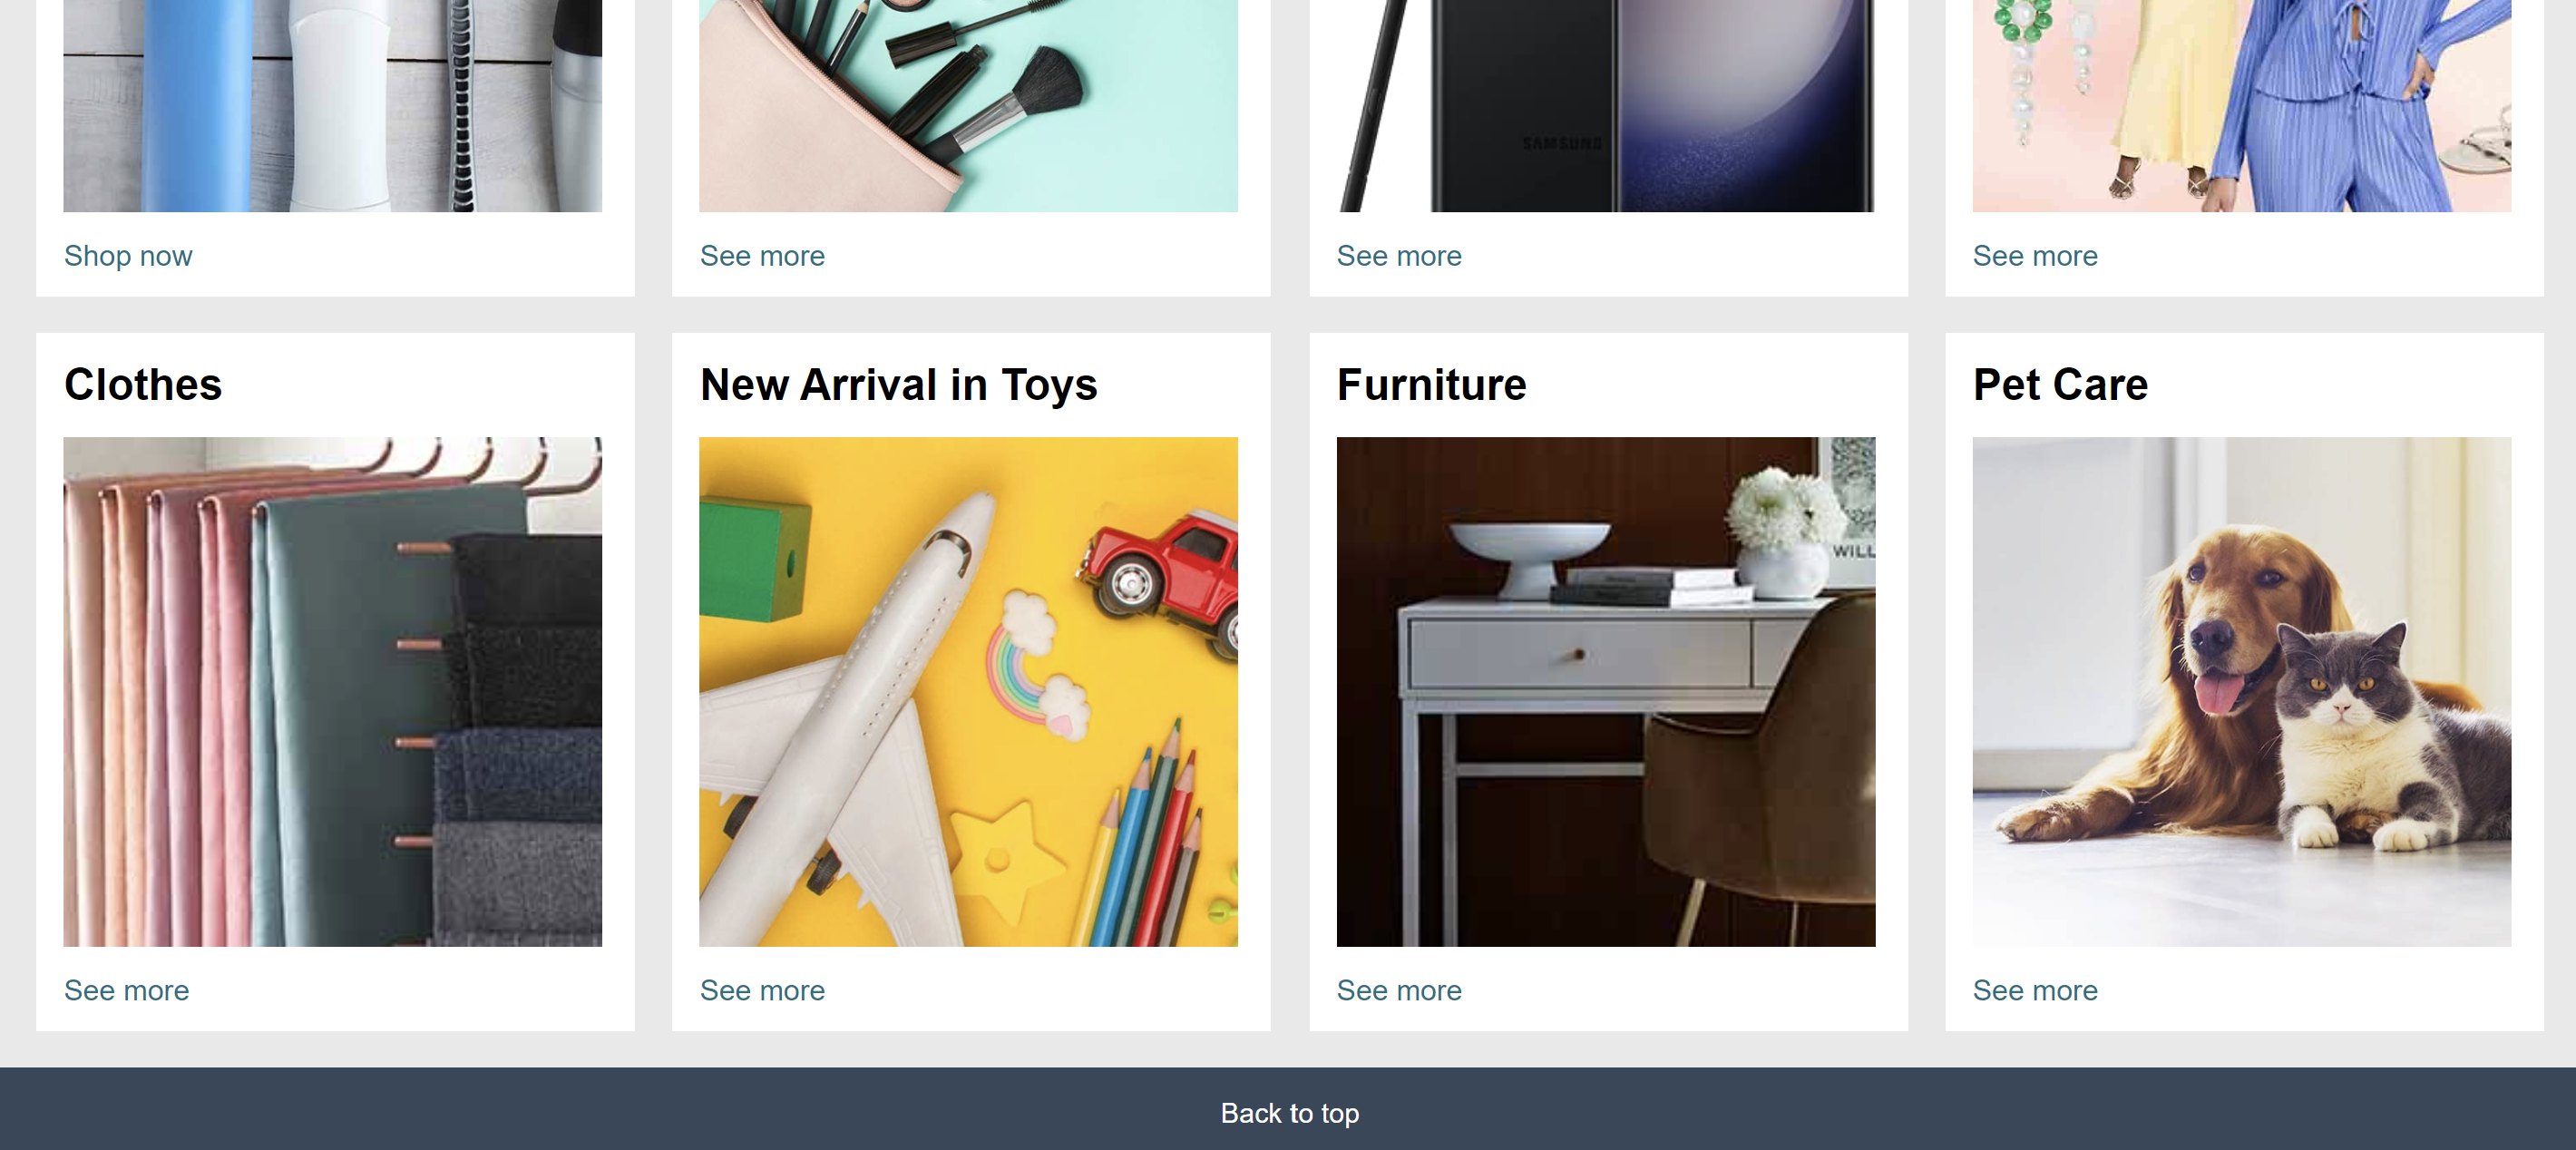 SAMSUNG
Shop now
See more
See more
See more
Clothes
New Arrival in Toys
Furniture
Pet Care
WILL
See more
See more
See more
See more
Back to top